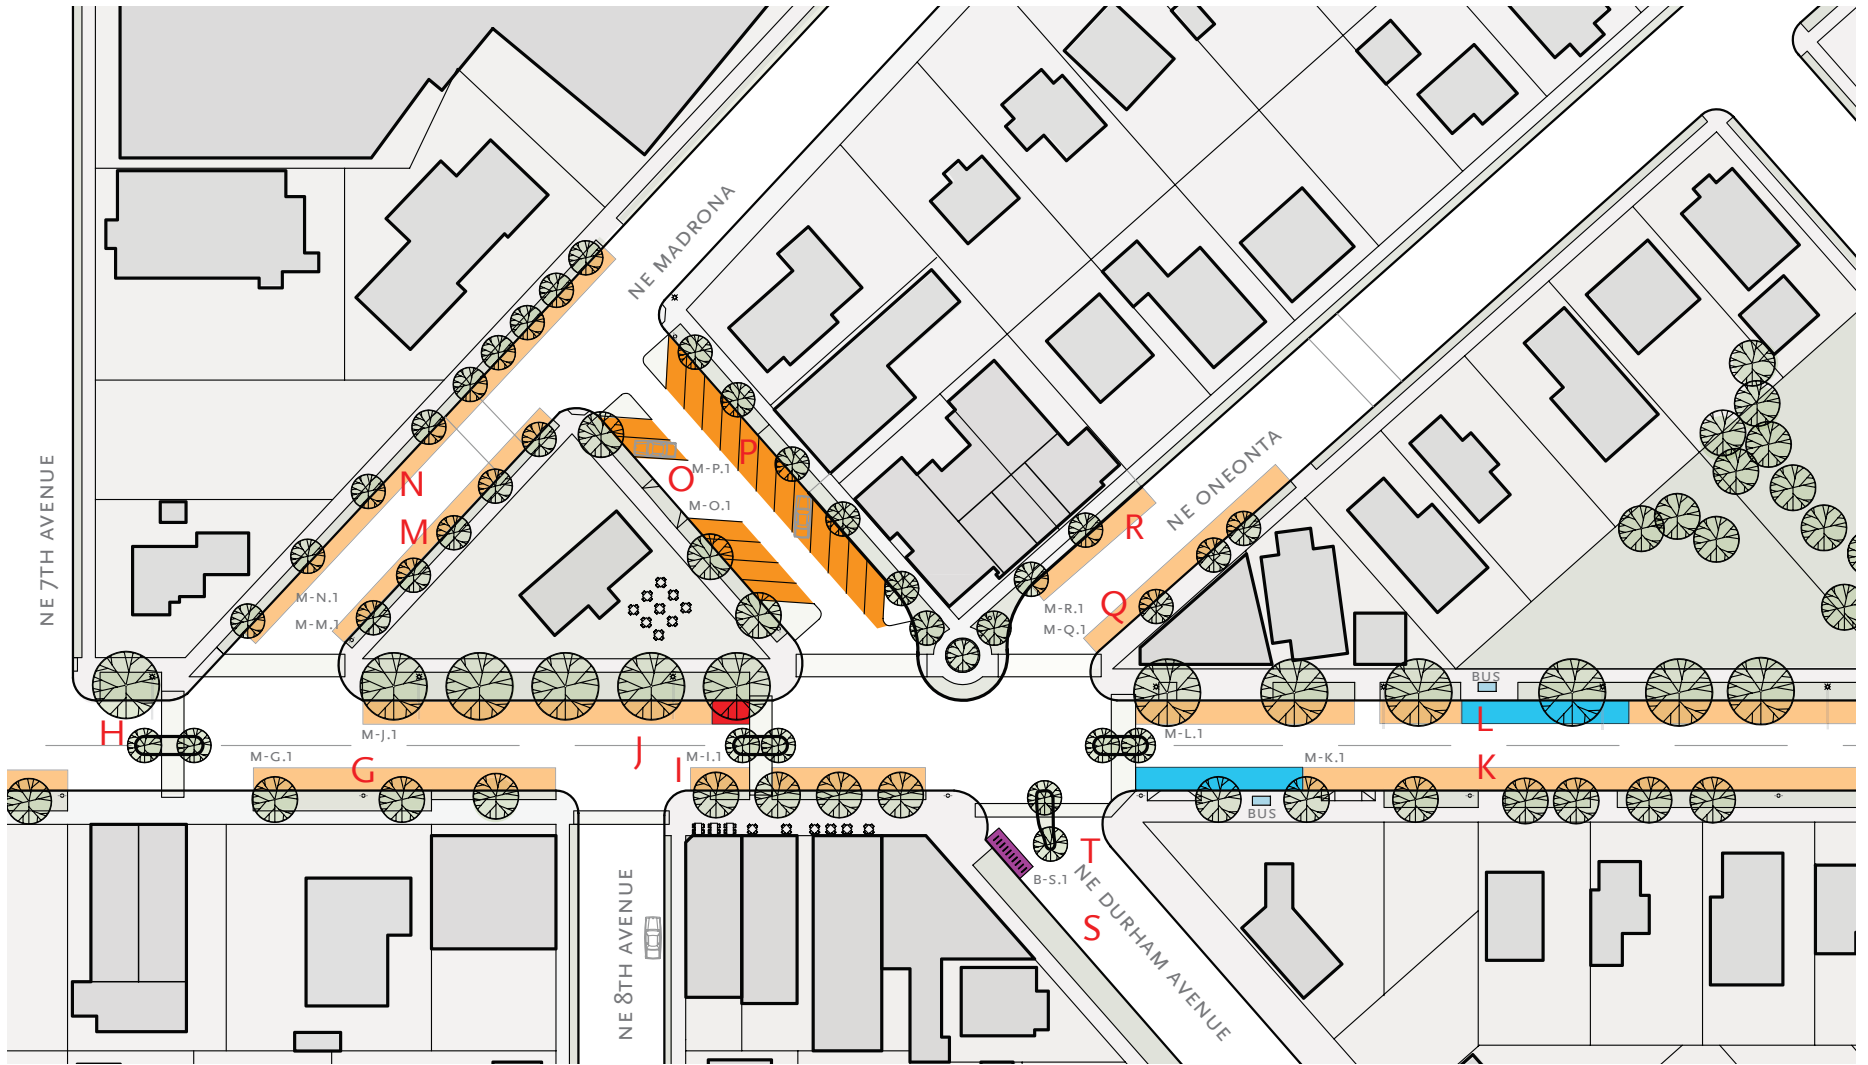 NE MADRONA
NE 7TH AVENUE
N
P
O
M-P.1
M-O.1
M
R
NE ONEONTA
M-N.1
M-M.1
M-R.1
M-Q.1
Q
BUS
H
M-J.1
J
M-L.1
L
M-G.1
G
I
M-I.1
M-K.1
K
BUS
T
B-S.1
S
NE 8TH AVENUE
NE DURHAM AVENUE